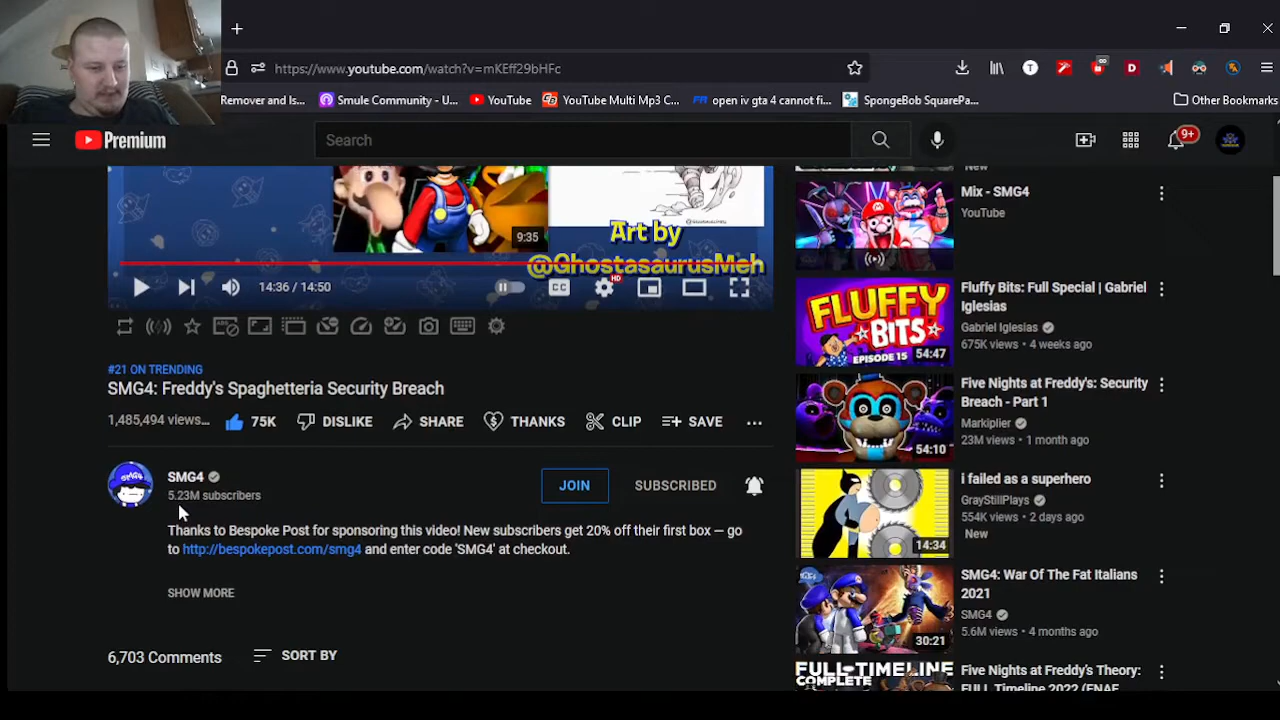 https://www.youtube.com/watch?v=mKEff29bHFc
Remover and Is...
Smule Community - U...
YouTube
YouTube Multi Mp3 C...
open iv gta 4 cannot fi...
SpongeBob SquarePa...
Other Bookmarks
Premium
Search
9+
9:35
Art by
@GhostasaurusMeh
14:36 / 14:50
CC
HD
#21 ON TRENDING
SMG4: Freddy's Spaghetteria Security Breach
1,485,494 views...
75K
DISLIKE
SHARE
THANKS
CLIP
SAVE
SMG4
5.23M subscribers
JOIN
SUBSCRIBED
Thanks to Bespoke Post for sponsoring this video! New subscribers get 20% off their first box — go
to http://bespokepost.com/smg4 and enter code 'SMG4' at checkout.
SHOW MORE
6,703 Comments
SORT BY
New
Mix - SMG4
YouTube
FLUFFY
BITS
EPISODE 15
54:47
Fluffy Bits: Full Special | Gabriel
Iglesias
Gabriel Iglesias
675K views • 4 weeks ago
54:10
Five Nights at Freddy's: Security
Breach - Part 1
Markiplier
23M views • 1 month ago
14:34
i failed as a superhero
GrayStillPlays
554K views • 2 days ago
New
30:21
SMG4: War Of The Fat Italians
2021
SMG4
5.6M views • 4 months ago
FULL-TIMELINE
COMPLETE
Five Nights at Freddy's Theory:
FULL Timeline 2022 (FNAF